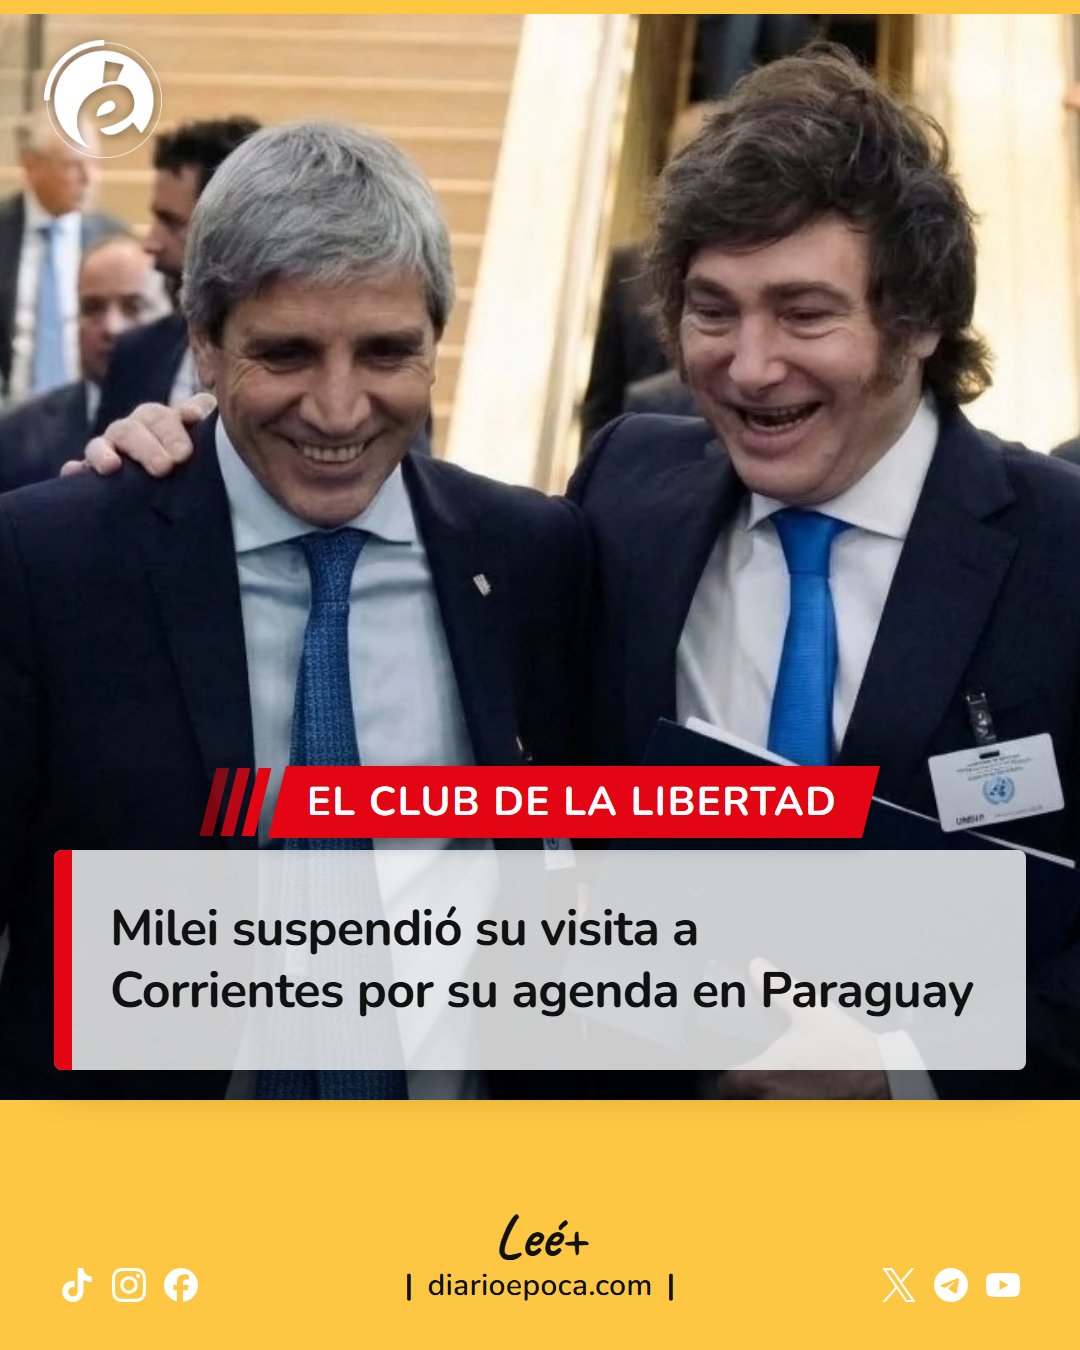 é
EL CLUB DE LA LIBERTAD
Milei suspendió su visita a
Corrientes por su agenda en Paraguay
Leé+
| diarioepoca.com |